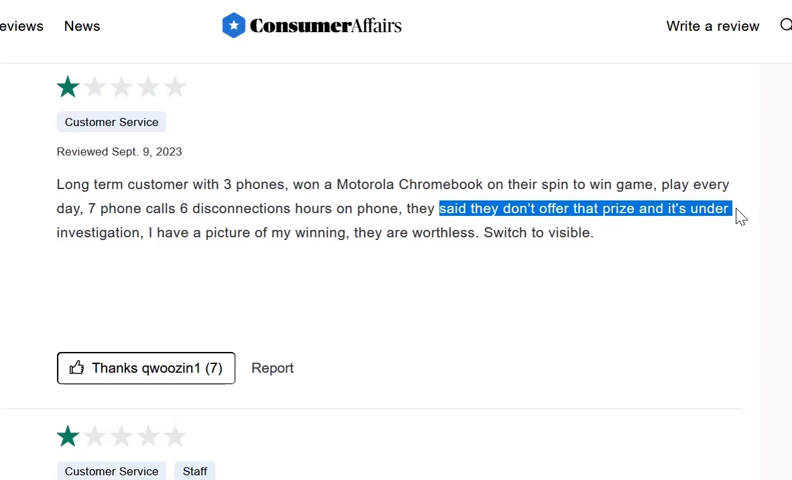 eviews News ConsumerAffairs Write a review
Customer Service
Reviewed Sept. 9, 2023
Long term customer with 3 phones, won a Motorola Chromebook on their spin to win game, play every
day, 7 phone calls 6 disconnections hours on phone, they said they don't offer that prize and it's under
investigation, I have a picture of my winning, they are worthless. Switch to visible.
Thanks qwoozin1 (7) Report
Customer Service Staff